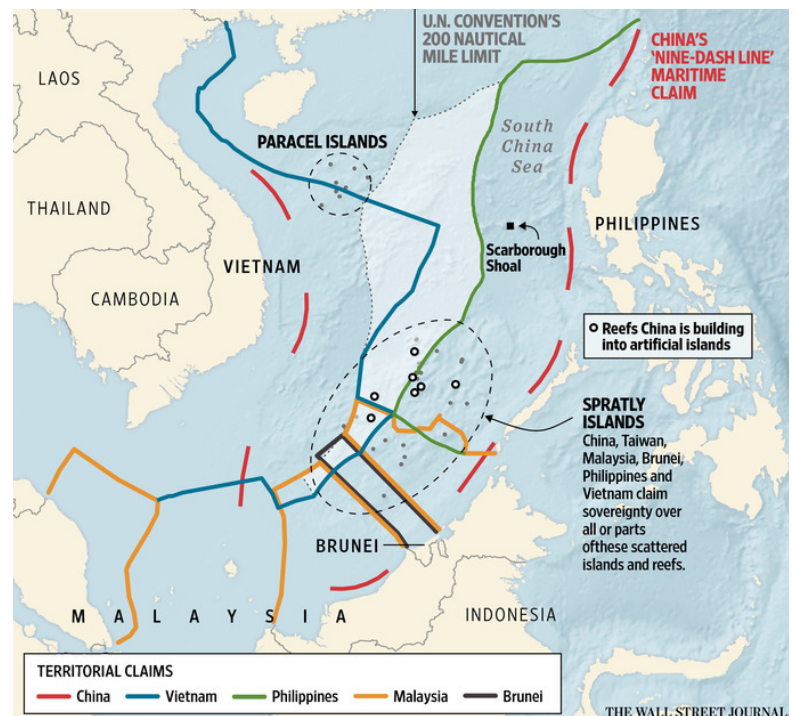 U.N. CONVENTION'S
200 NAUTICAL
MILE LIMIT
CHINA'S
'NINE-DASH LINE'
MARITIME
CLAIM
LAOS
PARACEL ISLANDS
South
China
Sea
THAILAND
PHILIPPINES
Scarborough
Shoal
VIETNAM
CAMBODIA
Reefs China is building
into artificial islands
SPRATLY
ISLANDS
China, Taiwan,
Malaysia, Brunei,
Philippines and
Vietnam claim
sovereignty over
all or parts
ofthese scattered
islands and reefs.
BRUNEI
MALAYSIA
INDONESIA
TERRITORIAL CLAIMS
China Vietnam Philippines Malaysia Brunei
THE WALL STREET JOURNAL